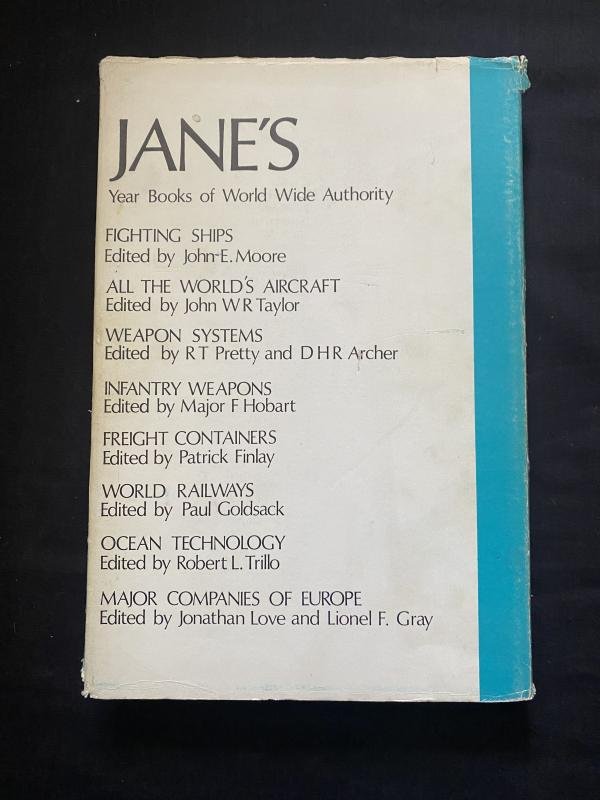 JANE'S
Year Books of World Wide Authority
FIGHTING SHIPS
Edited by John-E. Moore
ALL THE WORLD'S AIRCRAFT
Edited by John W R Taylor
WEAPON SYSTEMS
Edited by R T Pretty and D H R Archer
INFANTRY WEAPONS
Edited by Major F Hobart
FREIGHT CONTAINERS
Edited by Patrick Finlay
WORLD RAILWAYS
Edited by Paul Goldsack
OCEAN TECHNOLOGY
Edited by Robert L. Trillo
MAJOR COMPANIES OF EUROPE
Edited by Jonathan Love and Lionel F. Gray